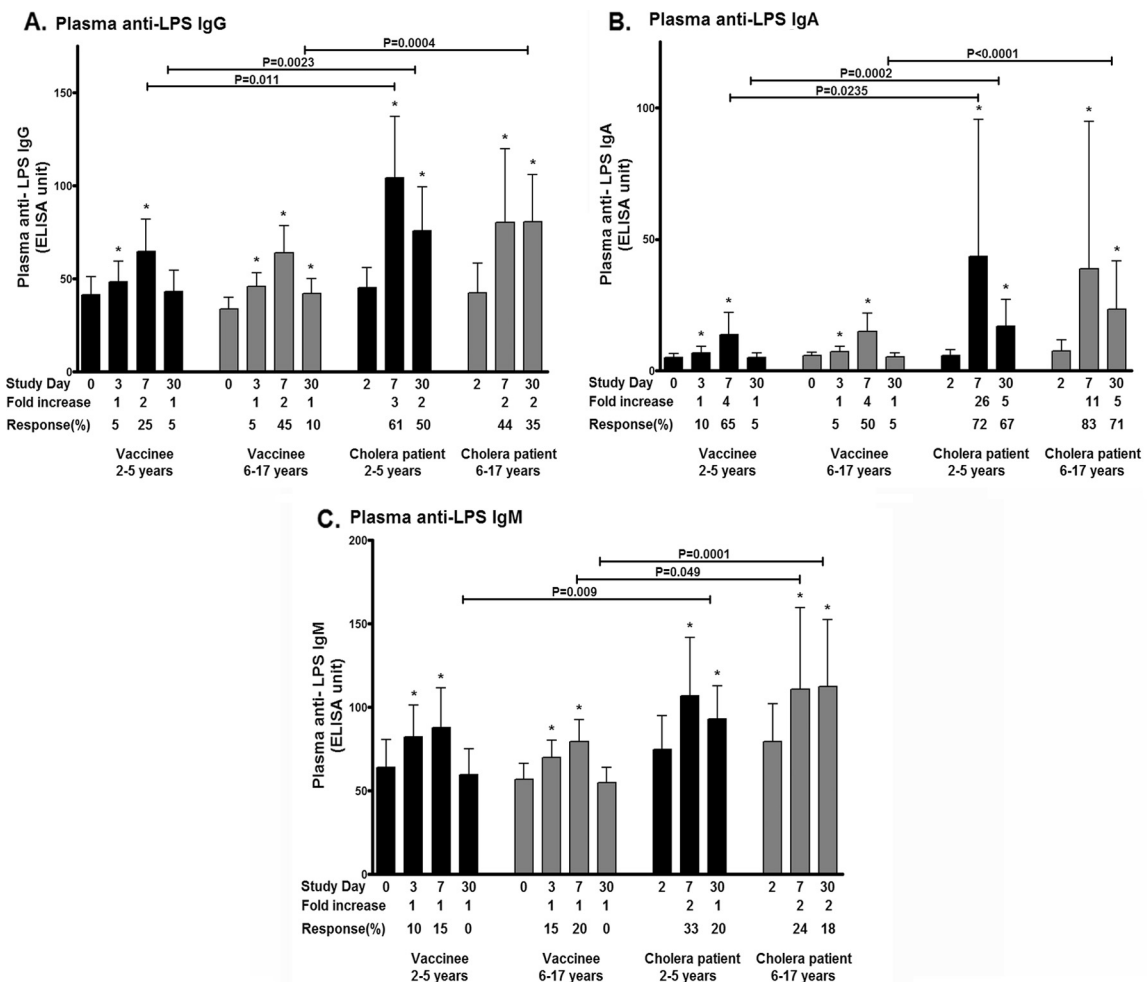 A. Plasma anti-LPS IgG
P=0.0004
P=0.0023
P=0.011
Plasma anti- LPS IgG
(ELISA unit)
150
100
50
0
* * * * * * * * *
Study Day 0 3 7 30 0 3 7 30 2 7 30 2 7 30
Fold increase 1 2 1 1 2 1 3 2 2 2
Response(%) 5 25 5 5 45 10 61 50 44 35
Vaccinee Vaccinee Cholera patient Cholera patient
2-5 years 6-17 years 2-5 years 6-17 years
B. Plasma anti-LPS IgA
P<0.0001
P=0.0002
P=0.0235
Plasma anti- LPS IgA
(ELISA unit)
100
50
0
* * * * * * * *
Study Day 0 3 7 30 0 3 7 30 2 7 30 2 7 30
Fold increase 1 4 1 1 4 1 26 5 11 5
Response(%) 10 65 5 5 50 5 72 67 83 71
Vaccinee Vaccinee Cholera patient Cholera patient
2-5 years 6-17 years 2-5 years 6-17 years
C. Plasma anti-LPS IgM
P=0.0001
P=0.049
P=0.009
Plasma anti- LPS IgM
(ELISA unit)
200
150
100
50
0
* * * * * * * *
Study Day 0 3 7 30 0 3 7 30 2 7 30 2 7 30
Fold increase 1 1 1 1 1 1 2 1 2 2
Response(%) 10 15 0 15 20 0 33 20 24 18
Vaccinee Vaccinee Cholera patient Cholera patient
2-5 years 6-17 years 2-5 years 6-17 years